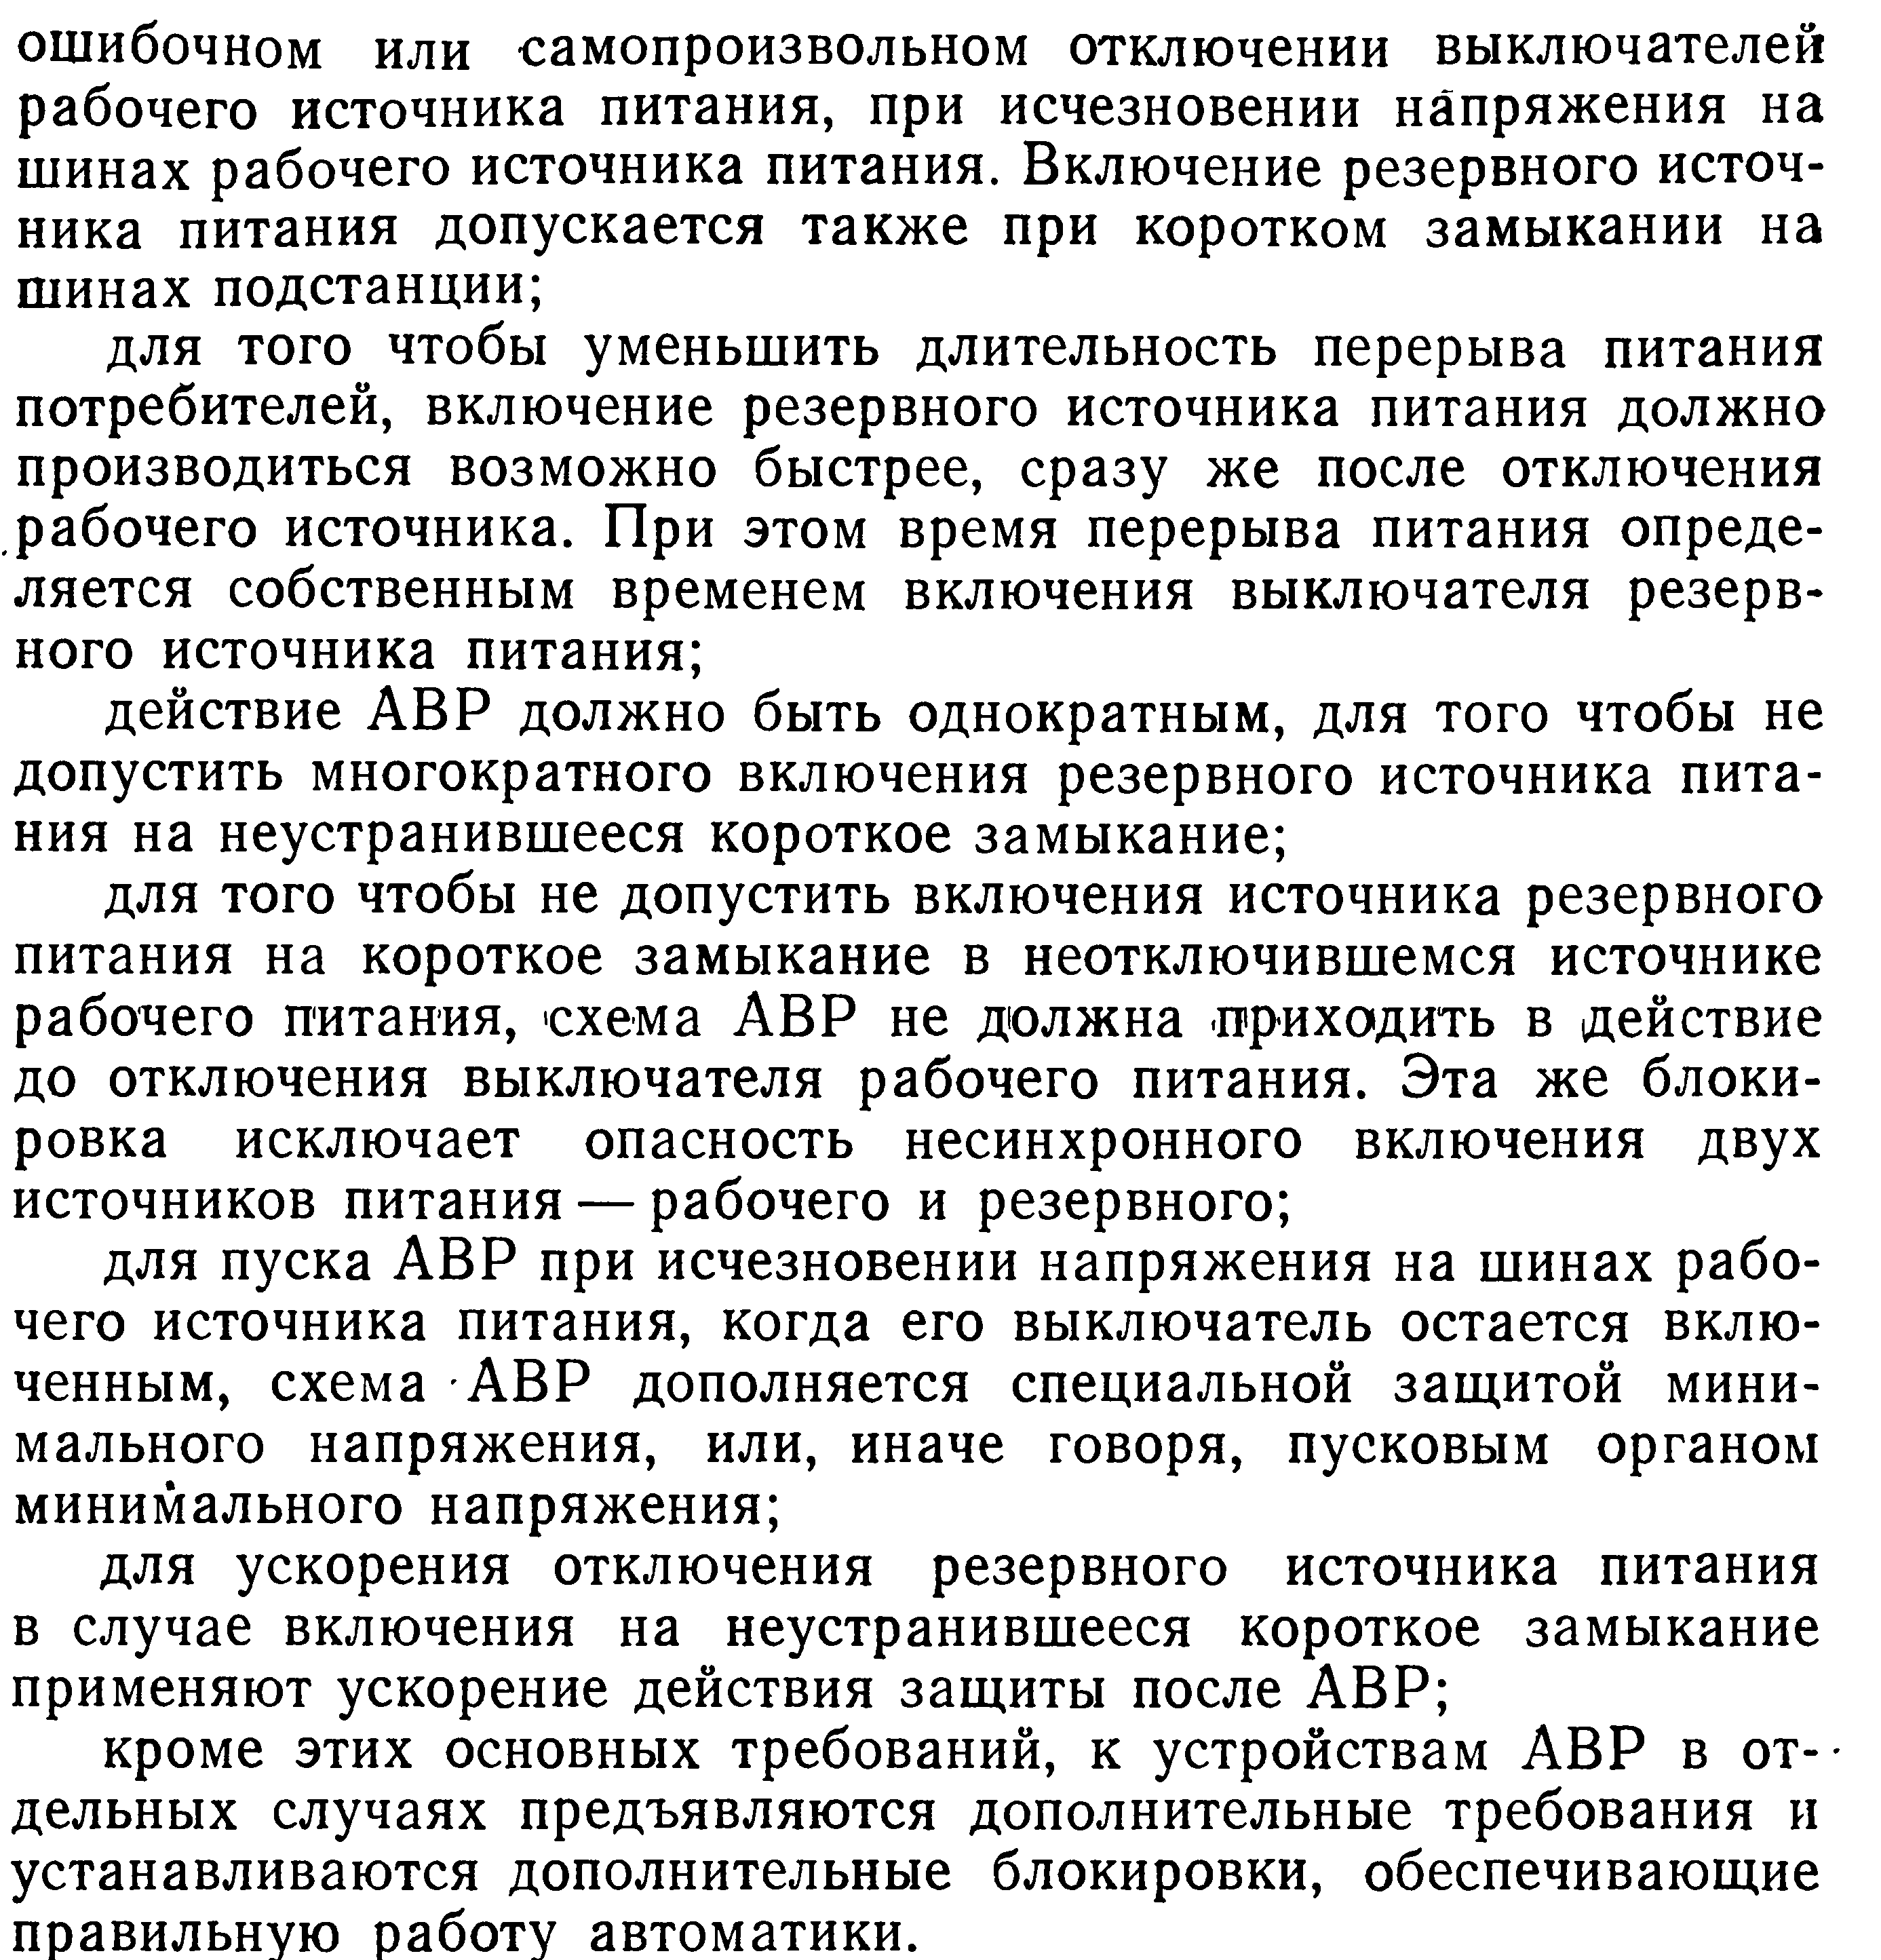 ошибочном или самопроизвольном отключении выключателей
рабочего источника питания, при исчезновении напряжения на
шинах рабочего источника питания. Включение резервного источ-
ника питания допускается также при коротком замыкании на
шинах подстанции;
для того чтобы уменьшить длительность перерыва питания
потребителей, включение резервного источника питания должно
производиться возможно быстрее, сразу же после отключения
рабочего источника. При этом время перерыва питания опреде-
ляется собственным временем включения выключателя резерв-
ного источника питания;
действие АВР должно быть однократным, для того чтобы не
допустить многократного включения резервного источника пита-
ния на неустранившееся короткое замыкание;
для того чтобы не допустить включения источника резервного
питания на короткое замыкание в неотключившемся источнике
рабочего питания, схема АВР не должна приходить в действие
до отключения выключателя рабочего питания. Эта же блоки-
ровка исключает опасность несинхронного включения двух
источников питания — рабочего и резервного;
для пуска АВР при исчезновении напряжения на шинах рабо-
чего источника питания, когда его выключатель остается вклю-
ченным, схема АВР дополняется специальной защитой мини-
мального напряжения, или, иначе говоря, пусковым органом
минимального напряжения;
для ускорения отключения резервного источника питания
в случае включения на неустранившееся короткое замыкание
применяют ускорение действия защиты после АВР;
кроме этих основных требований, к устройствам АВР в от-
дельных случаях предъявляются дополнительные требования и
устанавливаются дополнительные блокировки, обеспечивающие
правильную работу автоматики.